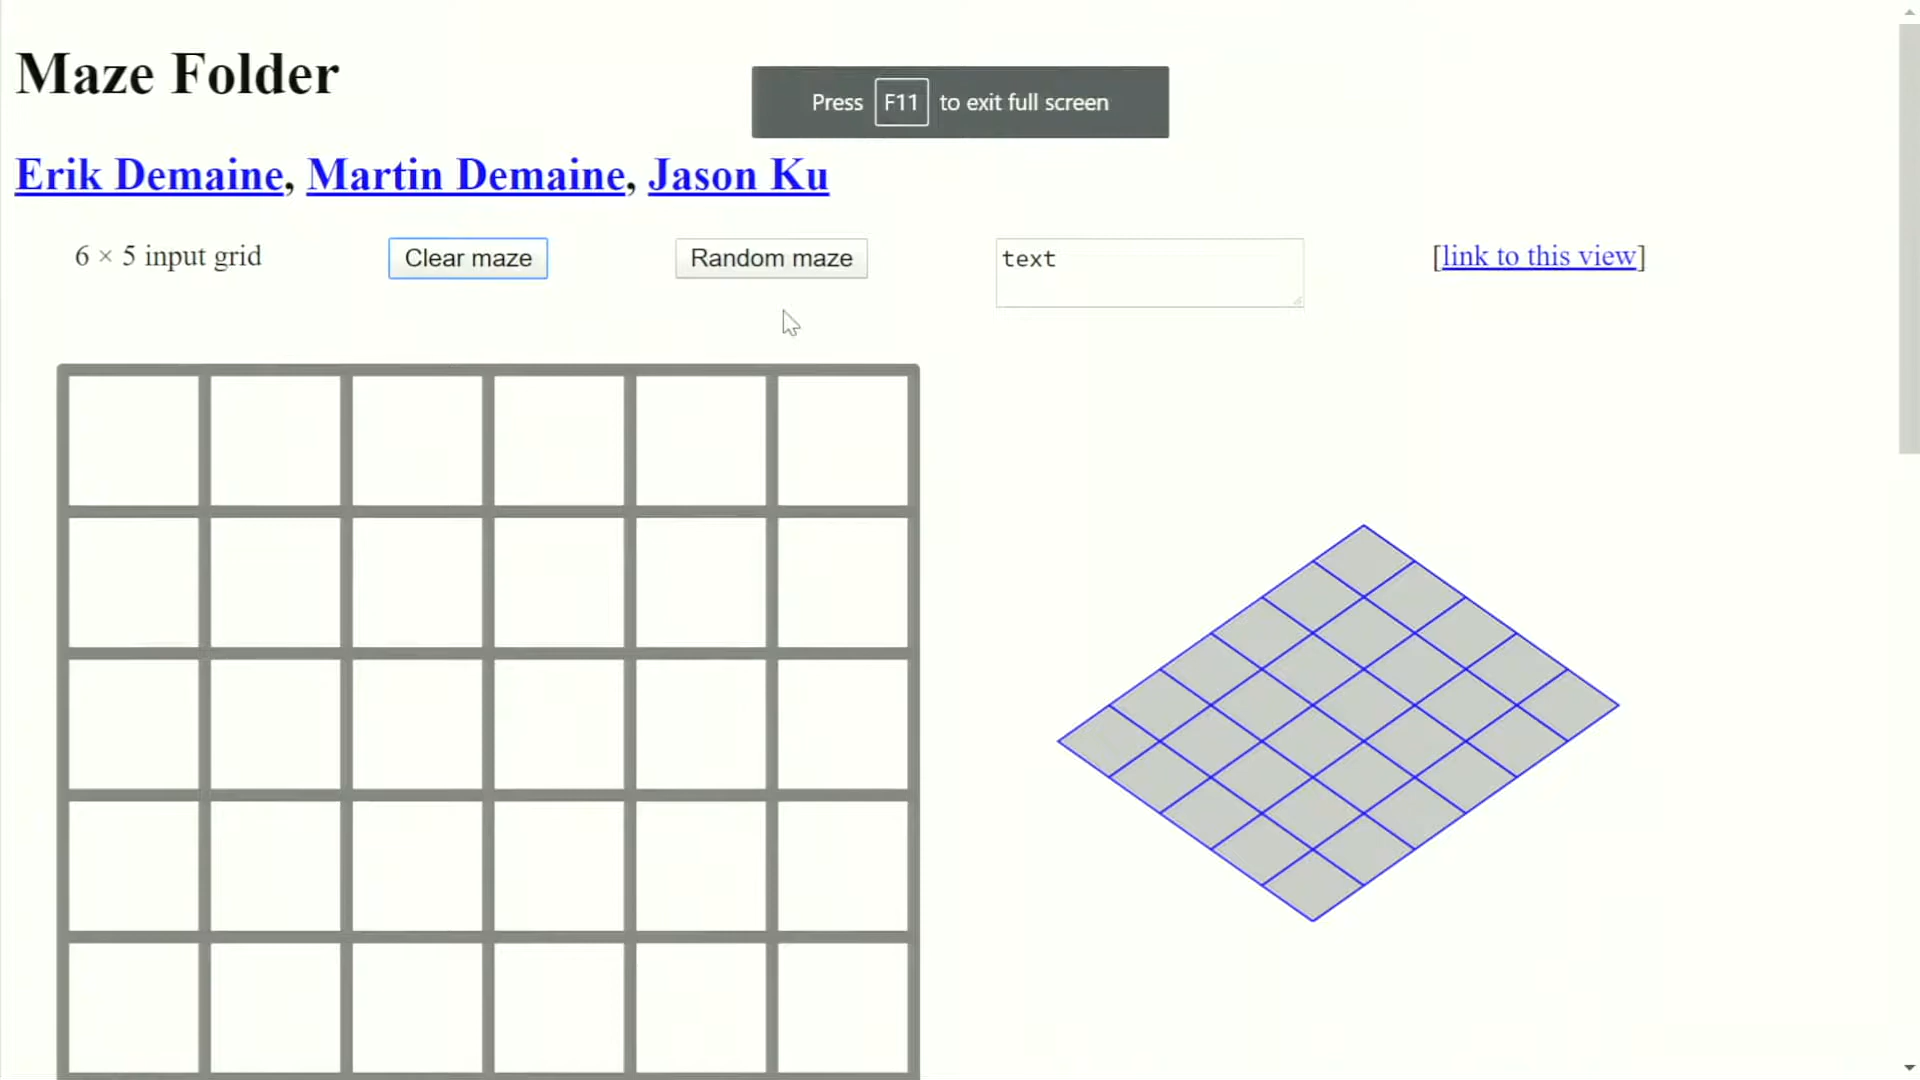 Maze Folder
Press F11 to exit full screen
Erik Demaine, Martin Demaine, Jason Ku
6 × 5 input grid
Clear maze
Random maze
text
[link to this view]